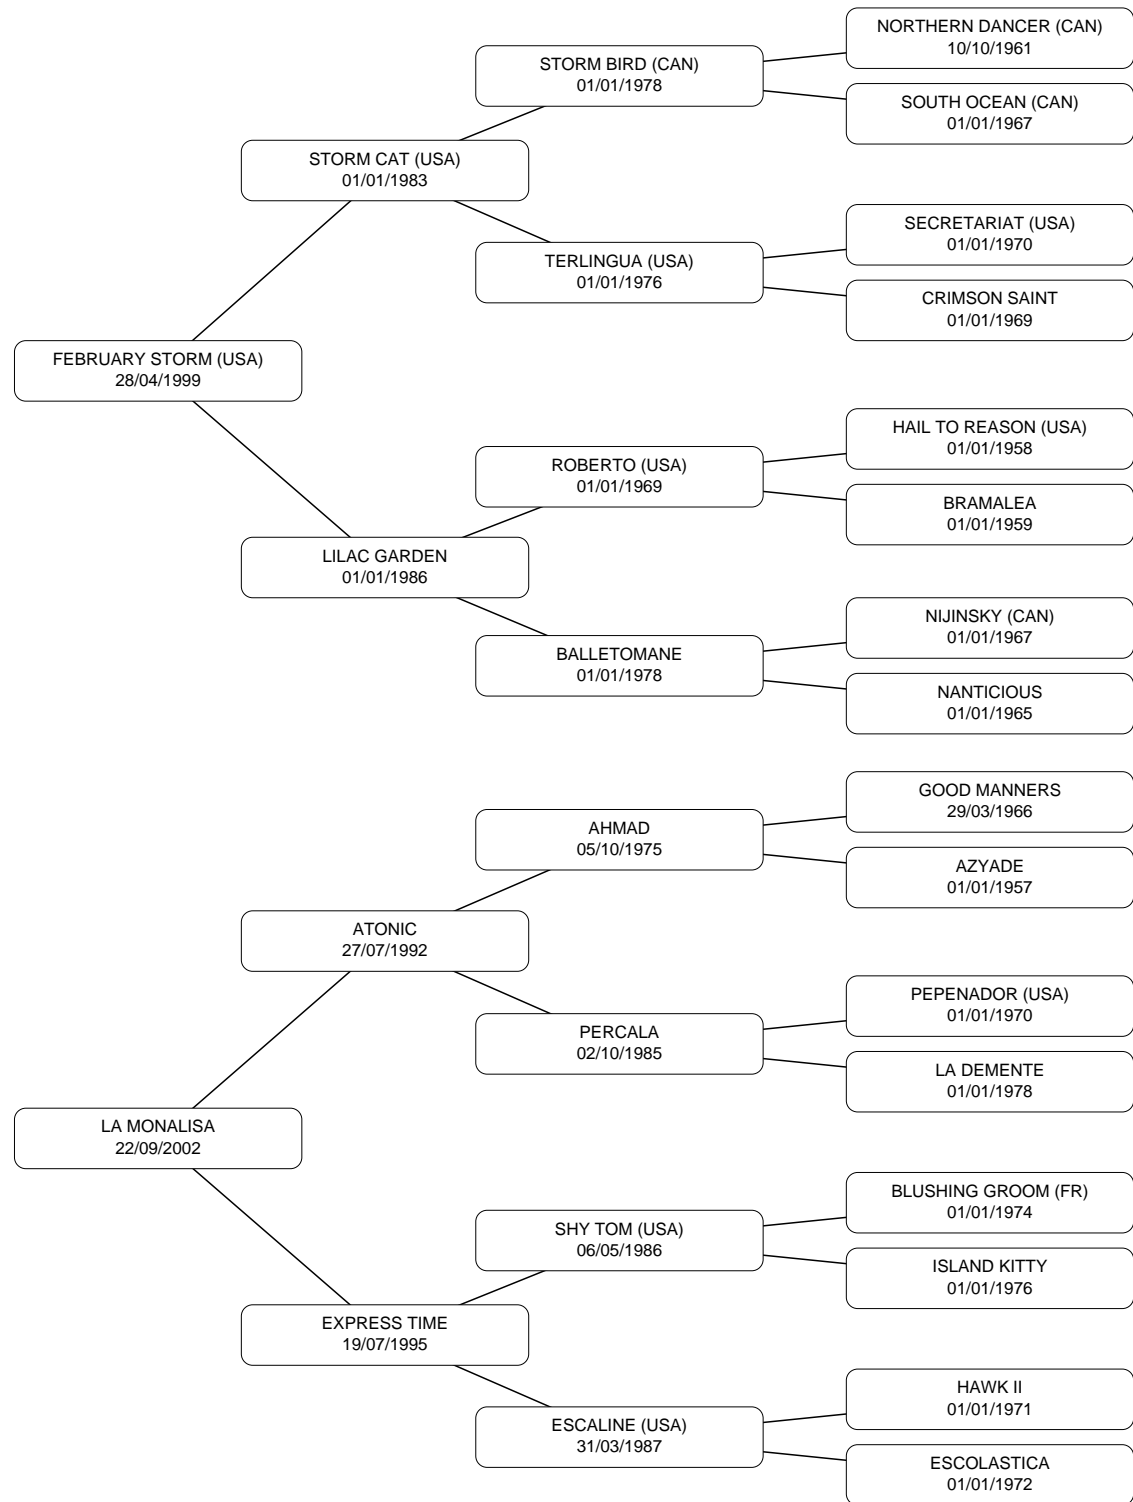 NORTHERN DANCER (CAN)
10/10/1961
STORM BIRD (CAN)
01/01/1978
SOUTH OCEAN (CAN)
01/01/1967
STORM CAT (USA)
01/01/1983
SECRETARIAT (USA)
01/01/1970
TERLINGUA (USA)
01/01/1976
CRIMSON SAINT
01/01/1969
FEBRUARY STORM (USA)
28/04/1999
HAIL TO REASON (USA)
01/01/1958
ROBERTO (USA)
01/01/1969
BRAMALEA
01/01/1959
LILAC GARDEN
01/01/1986
NIJINSKY (CAN)
01/01/1967
BALLETOMANE
01/01/1978
NANTICIOUS
01/01/1965
GOOD MANNERS
29/03/1966
AHMAD
05/10/1975
AZYADE
01/01/1957
ATONIC
27/07/1992
PEPENADOR (USA)
01/01/1970
PERCALA
02/10/1985
LA DEMENTE
01/01/1978
LA MONALISA
22/09/2002
BLUSHING GROOM (FR)
01/01/1974
SHY TOM (USA)
06/05/1986
ISLAND KITTY
01/01/1976
EXPRESS TIME
19/07/1995
HAWK II
01/01/1971
ESCALINE (USA)
31/03/1987
ESCOLASTICA
01/01/1972